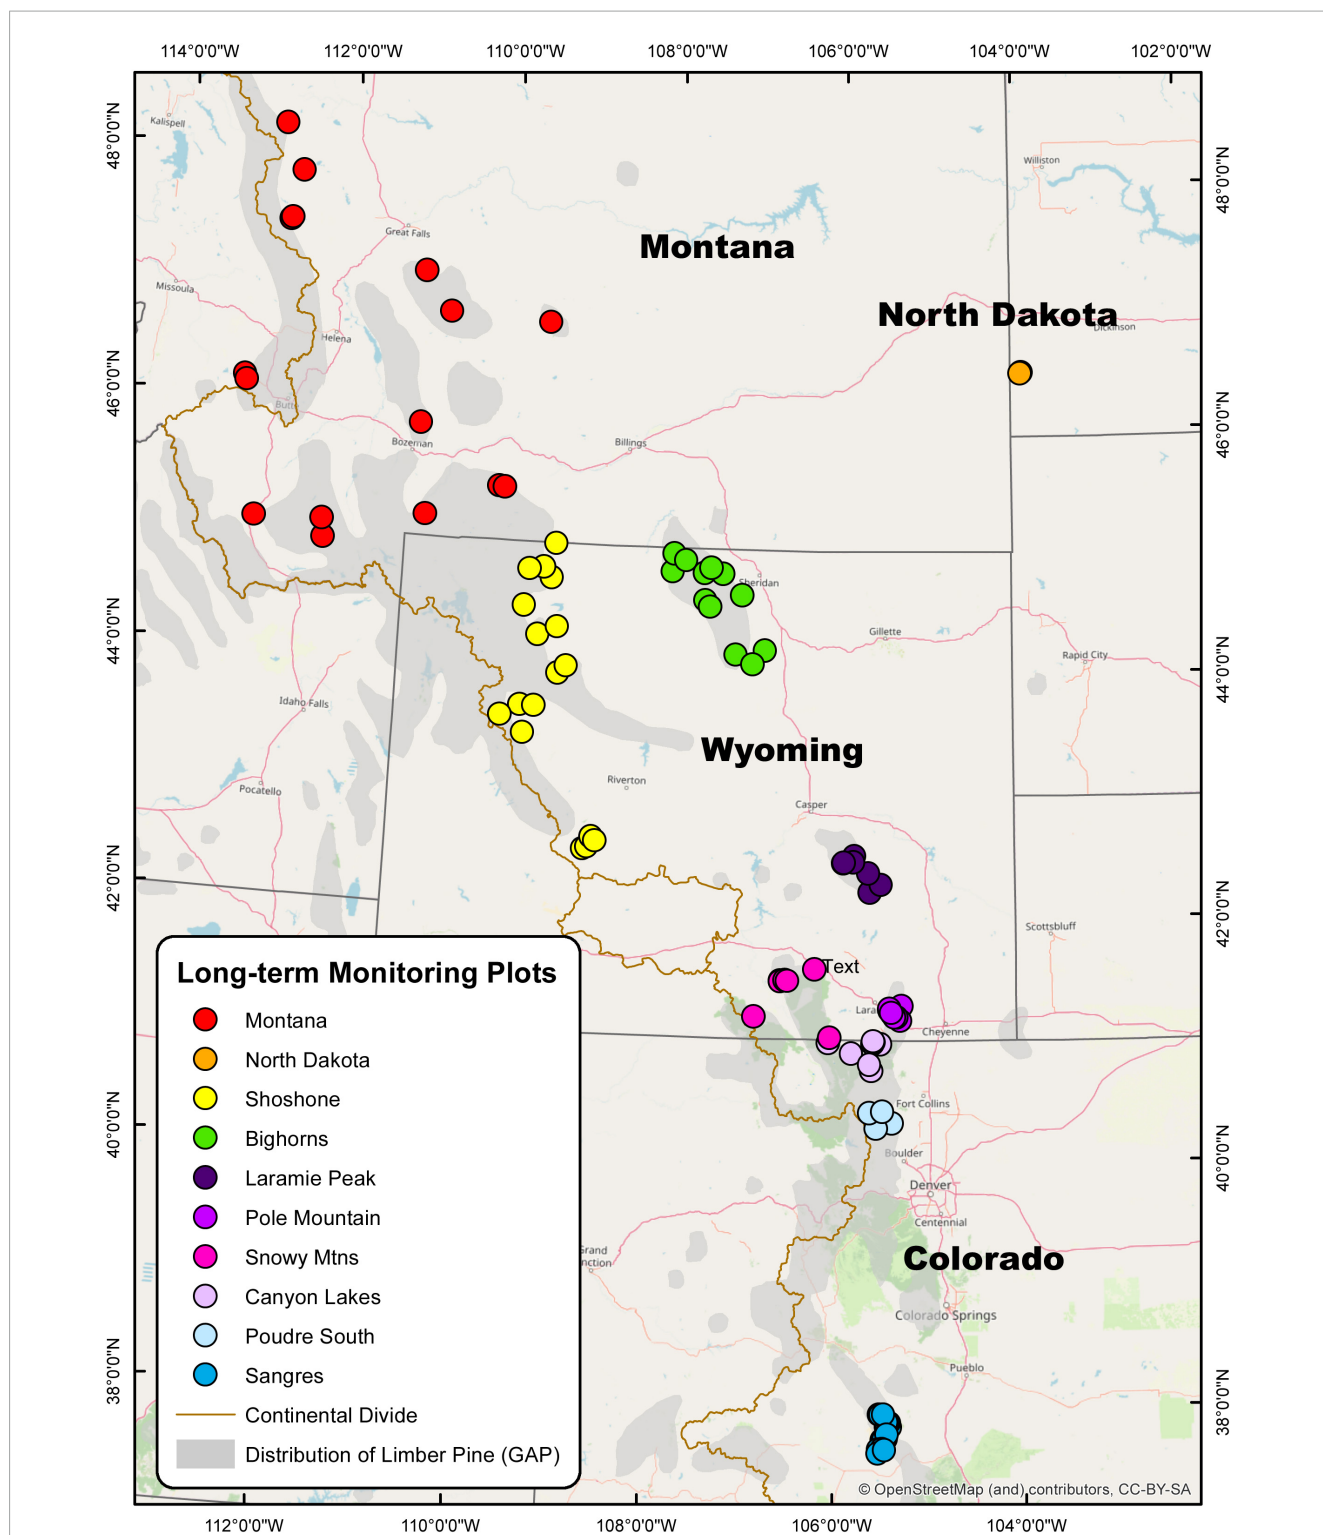 114°0'0"W 112°0'0"W 110°0'0"W 108°0'0"W 106°0'0"W 104°0'0"W 102°0'0"W
48°0'0"N
48°0'0"N
Kalispell
Williston
Great Falls
Montana
Missoula
North Dakota
Dickinson
Helena
46°0'0"N
46°0'0"N
Butte
Bozeman
Billings
Sheridan
44°0'0"N
44°0'0"N
Gillette
Rapid City
Idaho Falls
Wyoming
Riverton
Pocatello
Casper
42°0'0"N
42°0'0"N
Scottsbluff
Text
Lara
Cheyenne
Long-term Monitoring Plots
Montana
North Dakota
Shoshone
Bighorns
Laramie Peak
Pole Mountain
Snowy Mtns
Canyon Lakes
Poudre South
Sangres
Continental Divide
Distribution of Limber Pine (GAP)
Fort Collins
40°0'0"N
40°0'0"N
Boulder
Denver
Centennial
Grand
nction
Colorado
Colorado Springs
Pueblo
38°0'0"N
38°0'0"N
© OpenStreetMap (and) contributors, CC-BY-SA
112°0'0"W 110°0'0"W 108°0'0"W 106°0'0"W 104°0'0"W